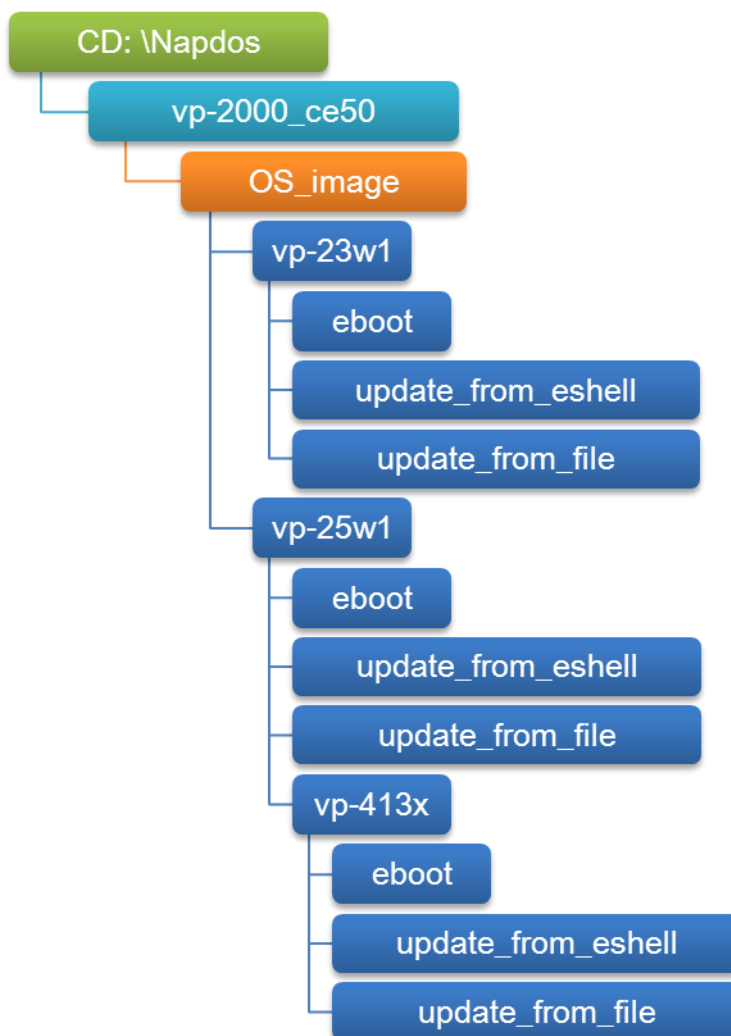 CD: \Napdos
vp-2000_ce50
OS_image
vp-23w1
eboot
update_from_eshell
update_from_file
vp-25w1
eboot
update_from_eshell
update_from_file
vp-413x
eboot
update_from_eshell
update_from_file